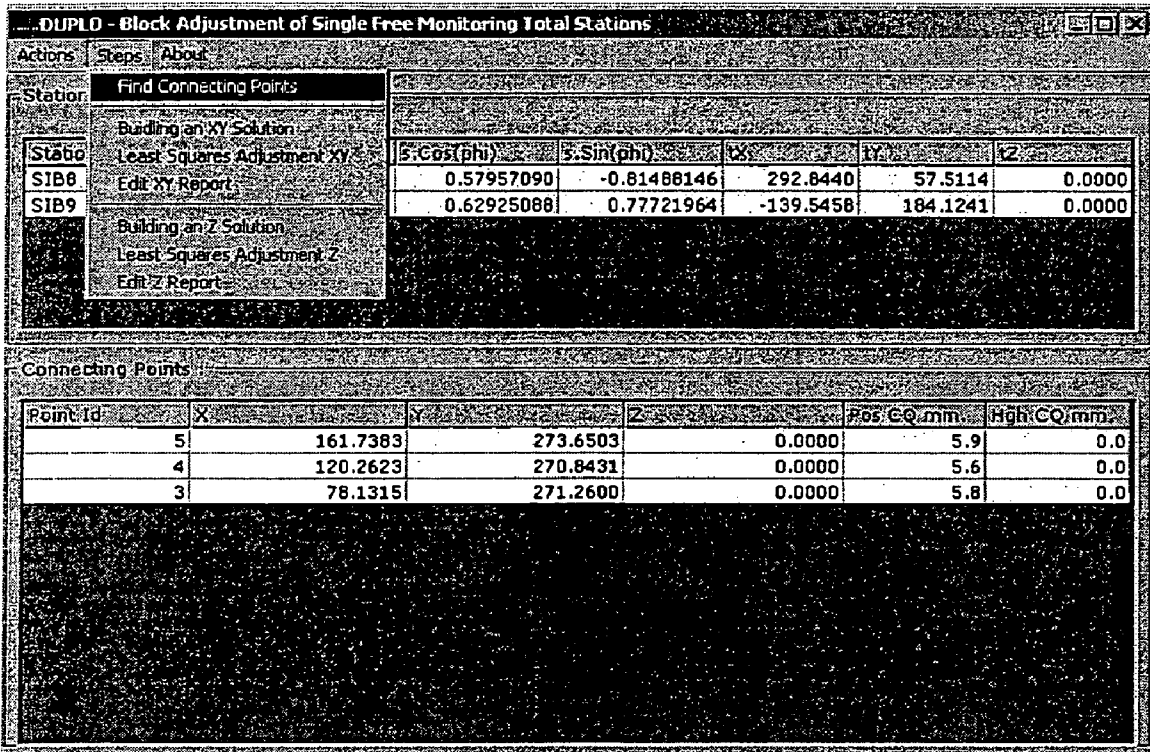 DUPLO - Block Adjustment of Single Free Monitoring Total Stations
Actions Steps About
Find Connecting Points
Station
Buidling an XY Solution
Least Squares Adjustment XY
Edit XY Report
Building an Z Solution
Least Squares Adjustment Z
Edit Z Report
Statio s.Cos(phi) s.Sin(phi) tX tY tZ
SIB8 0.57957090 -0.81488146 292.8440 57.5114 0.0000
SIB9 0.62925088 0.77721964 -139.5458 184.1241 0.0000
Connecting Points
Point Id X Y Z Pos CQ mm Hgh CQ mm
5 161.7383 273.6503 0.0000 5.9 0.0
4 120.2623 270.8431 0.0000 5.6 0.0
3 78.1315 271.2600 0.0000 5.8 0.0